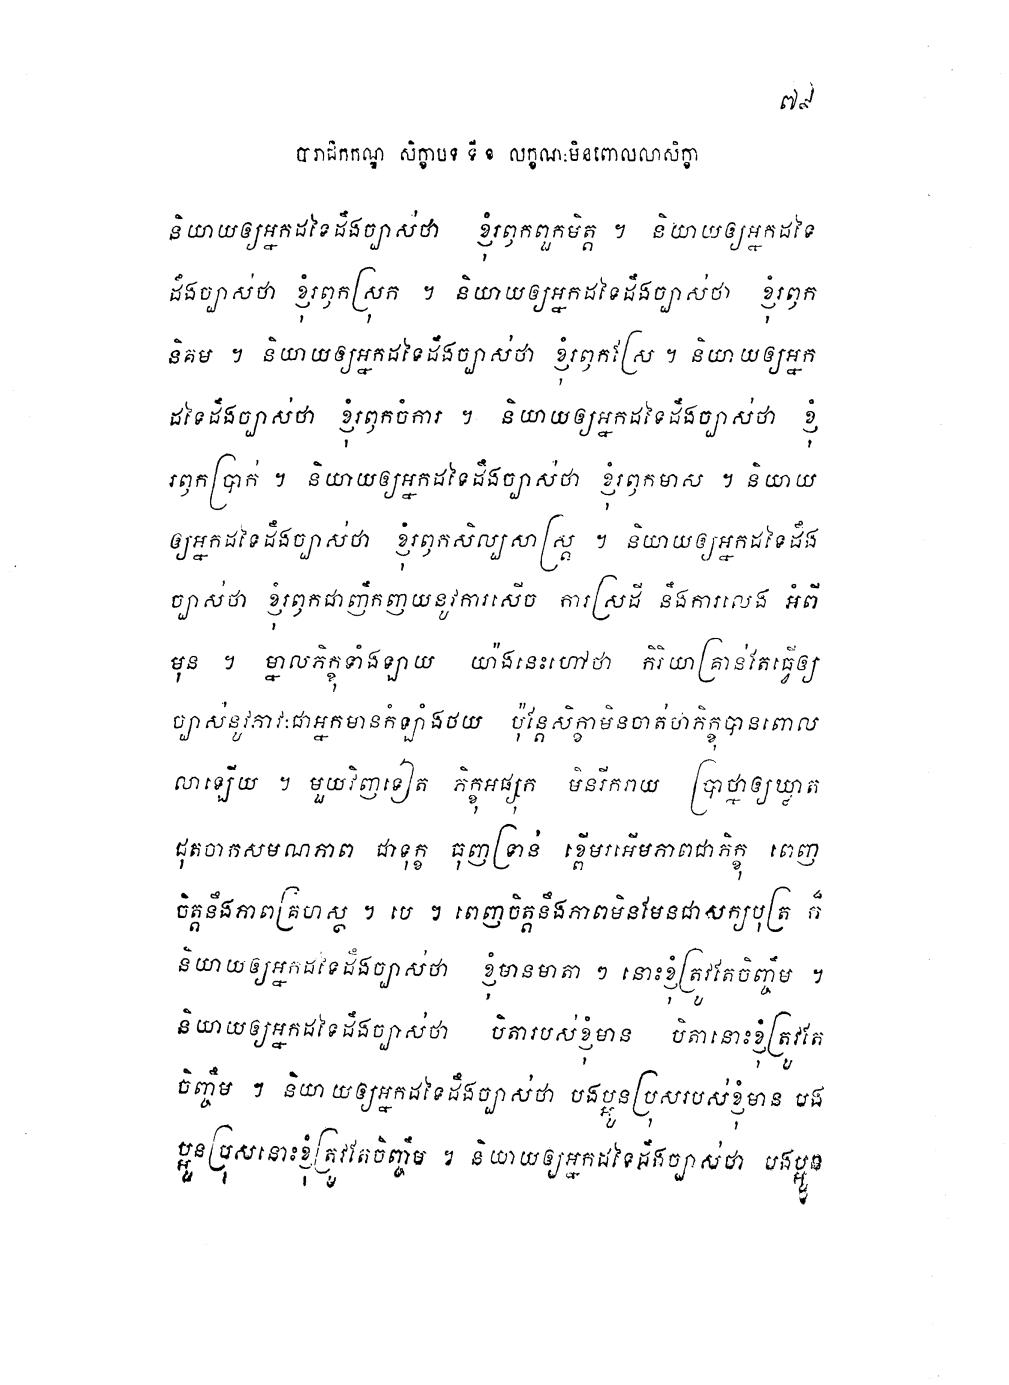 ៧៩
បារាជិកកណ្ឌ សិក្ខាបទ ទី ១ លក្ខណៈមិនពោលលាសិក្ខា
និយាយឲ្យអ្នកដទៃដឹងច្បាស់ថា ខ្ញុំរឭកពួកមិត្ត ។ និយាយឲ្យអ្នកដទៃ
ដឹងច្បាស់ថា ខ្ញុំរឭកស្រុក ។ និយាយឲ្យអ្នកដទៃដឹងច្បាស់ថា ខ្ញុំរឭក
និគម ។ និយាយឲ្យអ្នកដទៃដឹងច្បាស់ថា ខ្ញុំរឭកស្រែ ។ និយាយឲ្យអ្នក
ដទៃដឹងច្បាស់ថា ខ្ញុំរឭកចំការ ។ និយាយឲ្យអ្នកដទៃដឹងច្បាស់ថា ខ្ញុំ
រឭកប្រាក់ ។ និយាយឲ្យអ្នកដទៃដឹងច្បាស់ថា ខ្ញុំរឭកមាស ។ និយាយ
ឲ្យអ្នកដទៃដឹងច្បាស់ថា ខ្ញុំរឭកសិល្បសាស្ត្រ ។ និយាយឲ្យអ្នកដទៃដឹង
ច្បាស់ថា ខ្ញុំរឭកជាញឹកញយនូវការសើច ការស្រដី នឹងការលេង អំពី
មុន ។ ម្នាលភិក្ខុទាំងឡាយ យ៉ាងនេះហៅថា កិរិយាគ្រាន់តែធ្វើឲ្យ
ច្បាស់នូវភាវៈជាអ្នកមានកំឡាំងថយ ប៉ុន្តែសិក្ខាមិនចាត់ថាភិក្ខុបានពោល
លាឡើយ ។ មួយវិញទៀត ភិក្ខុអផ្សុក មិនរីករាយ ប្រាថ្នាឲ្យឃ្លាត
ជុតចាកសមណភាព ជាទុក្ខ ធុញទ្រាន់ ខ្ពើមរអើមភាពជាភិក្ខុ ពេញ
ចិត្តនឹងភាពគ្រហស្ថ ។ បេ ។ ពេញចិត្តនឹងភាពមិនមែនជាសក្យបុត្រ ក៏
និយាយឲ្យអ្នកដទៃដឹងច្បាស់ថា ខ្ញុំមានមាតា ៗ នោះខ្ញុំត្រូវតែចិញ្ចឹម ។
និយាយឲ្យអ្នកដទៃដឹងច្បាស់ថា បិតារបស់ខ្ញុំមាន បិតានោះខ្ញុំត្រូវតែ
ចិញ្ចឹម ។ និយាយឲ្យអ្នកដទៃដឹងច្បាស់ថា បងប្អូនប្រុសរបស់ខ្ញុំមាន បង
ប្អូនប្រុសនោះខ្ញុំត្រូវតែចិញ្ចឹម ។ និយាយឲ្យអ្នកដទៃដឹងច្បាស់ថា បងប្អូន